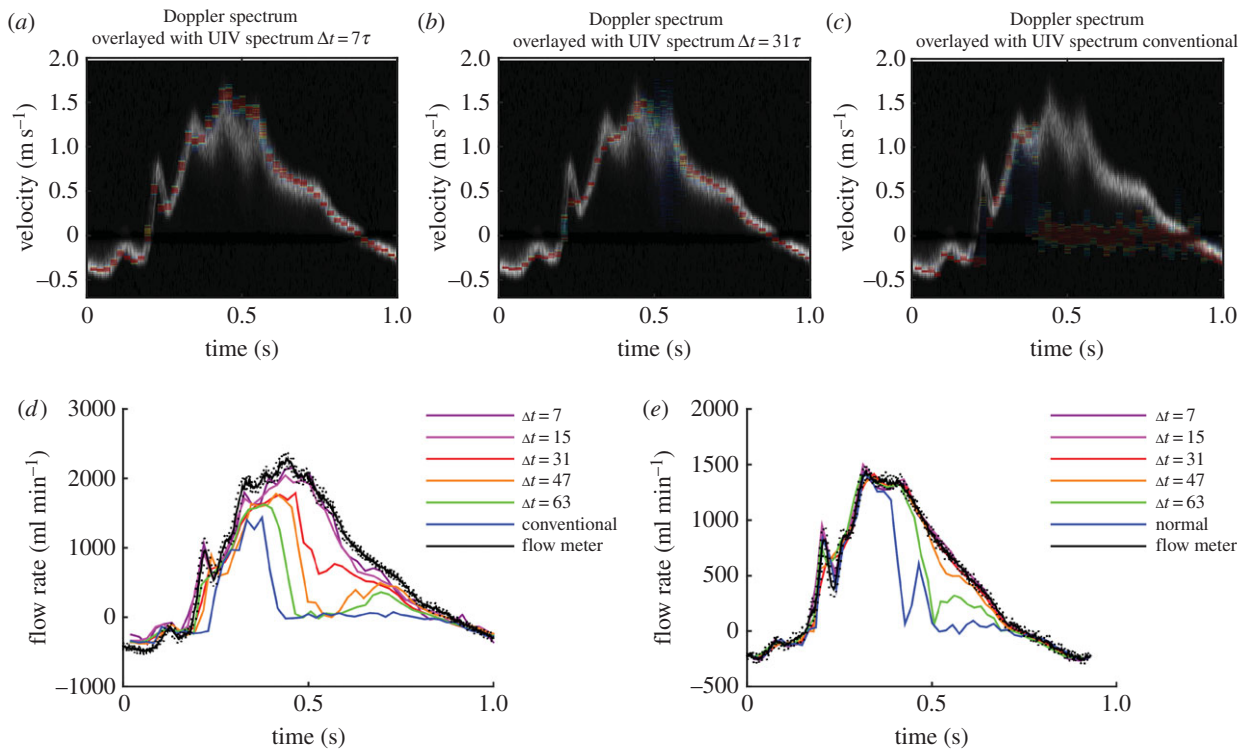 (a)
Doppler spectrum
overlayed with UIV spectrum Δt = 7τ
2.0
1.5
1.0
0.5
0
–0.5
velocity (m s⁻¹)
0
0.5
1.0
time (s)
(b)
Doppler spectrum
overlayed with UIV spectrum Δt = 31τ
2.0
1.5
1.0
0.5
0
–0.5
velocity (m s⁻¹)
0
0.5
1.0
time (s)
(c)
Doppler spectrum
overlayed with UIV spectrum conventional
2.0
1.5
1.0
0.5
0
–0.5
velocity (m s⁻¹)
0
0.5
1.0
time (s)
(d)
3000
2000
1000
0
–1000
flow rate (ml min⁻¹)
Δt = 7
Δt = 15
Δt = 31
Δt = 47
Δt = 63
conventional
flow meter
0
0.5
1.0
time (s)
(e)
2000
1500
1000
500
0
–500
flow rate (ml min⁻¹)
Δt = 7
Δt = 15
Δt = 31
Δt = 47
Δt = 63
normal
flow meter
0
0.5
1.0
time (s)